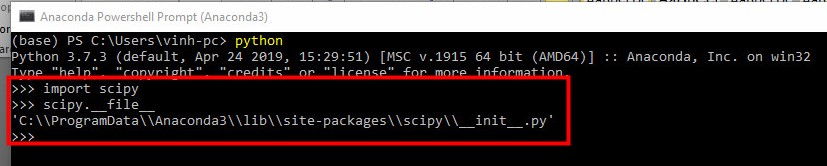 Anaconda Powershell Prompt (Anaconda3)
(base) PS C:\Users\vinh-pc> python
Python 3.7.3 (default, Apr 24 2019, 15:29:51) [MSC v.1915 64 bit (AMD64)] :: Anaconda, Inc. on win32
Type "help", "copyright", "credits" or "license" for more information.
>>> import scipy
>>> scipy.__file__
'C:\\ProgramData\\Anaconda3\\lib\\site-packages\\scipy\\__init__.py'
>>>